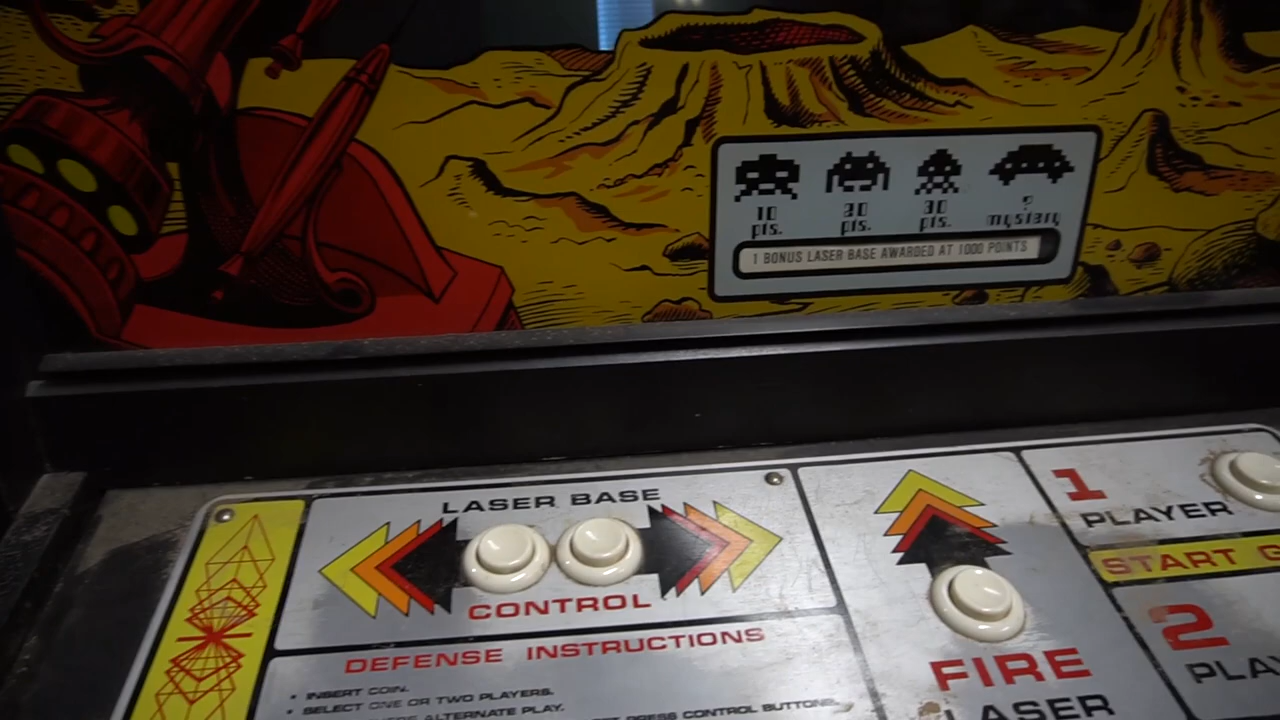 10 20 30 ?
pts. pts. pts. mystery
1 BONUS LASER BASE AWARDED AT 1000 POINTS
LASER BASE
CONTROL
DEFENSE INSTRUCTIONS
• INSERT COIN.
• SELECT ONE OR TWO PLAYERS.
ALTERNATE PLAY.
PRESS CONTROL BUTTONS
FIRE
LASER
1
PLAYER
START G
2
PLAY